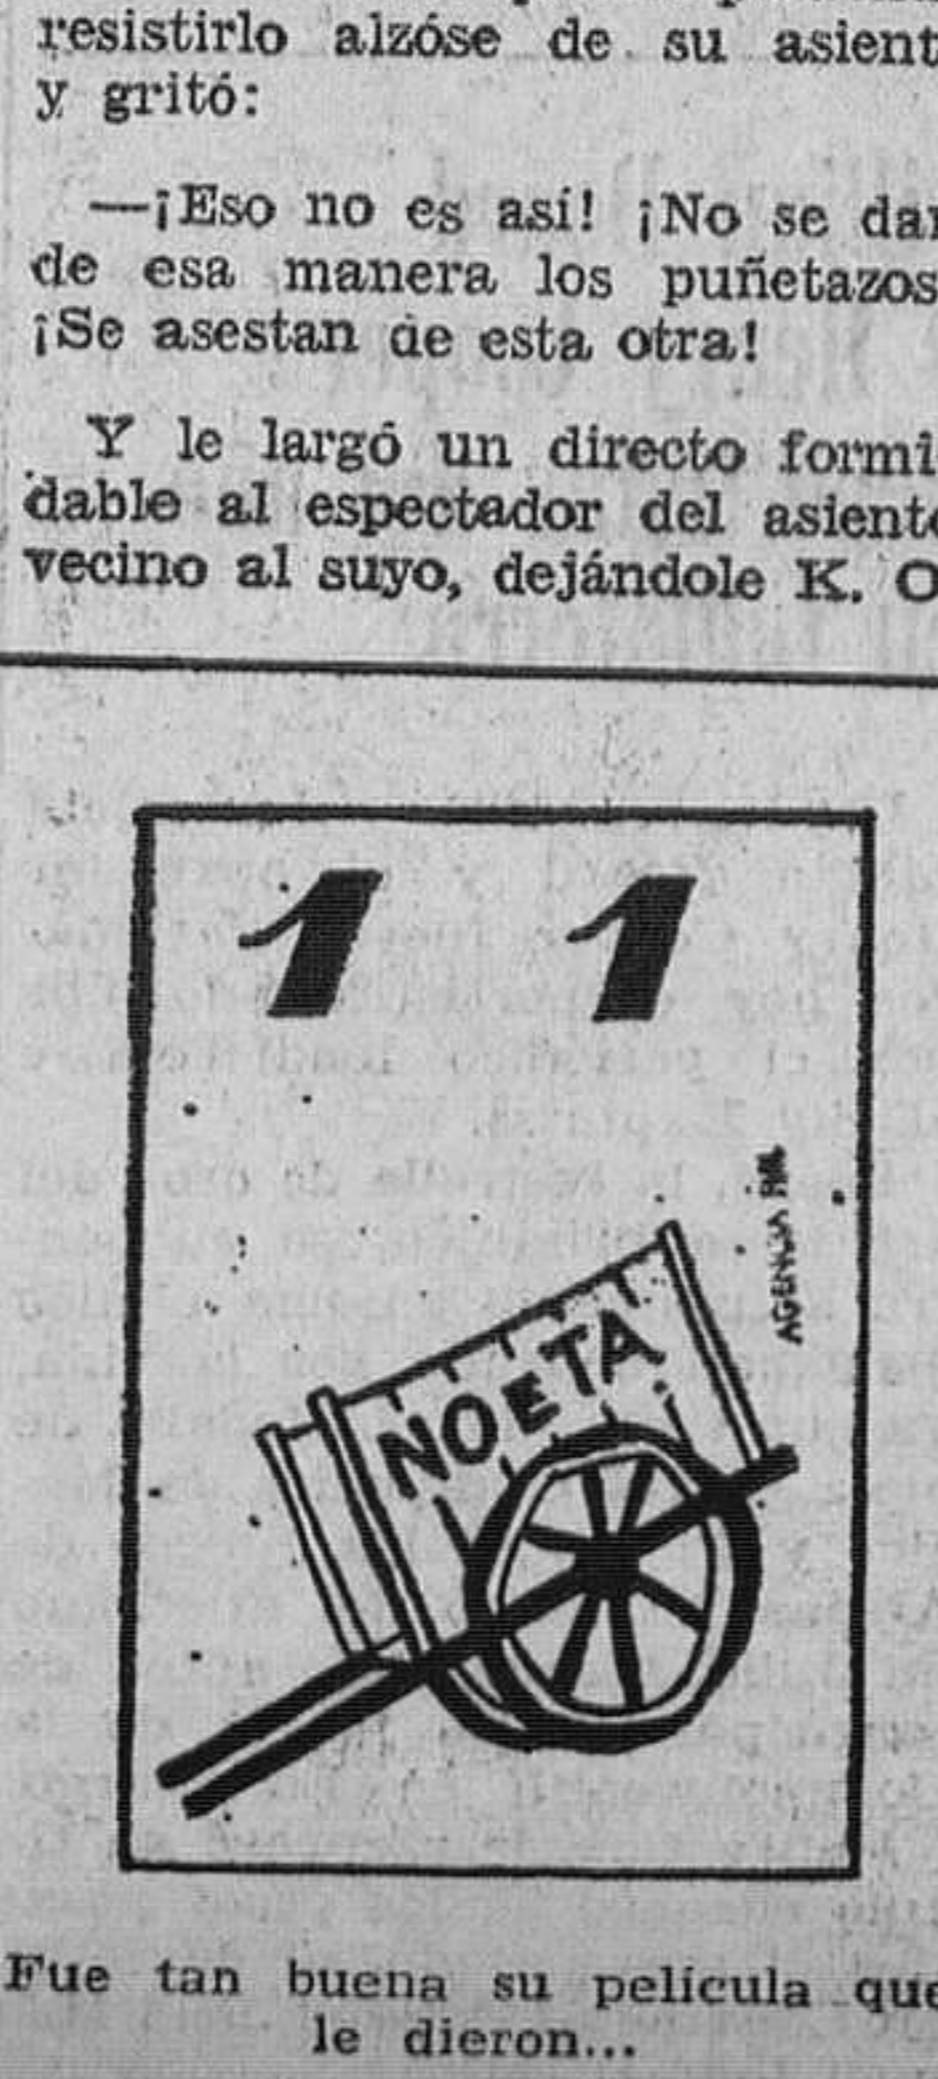 resistirlo alzóse de su asient
y gritó:
—¡Eso no es así! ¡No se dan
de esa manera los puñetazos
¡Se asestan de esta otra!
Y le largó un directo formi-
dable al espectador del asiento
vecino al suyo, dejándole K. O
1 1
AGENCIA
NOETA
Fue tan buena su película que
le dieron...